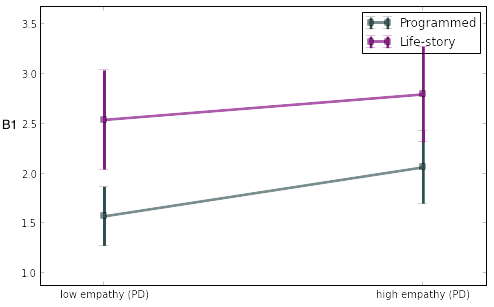 3.5
Programmed
Life-story
3.0
2.5
B1
2.0
1.5
1.0
low empathy (PD)
high empathy (PD)